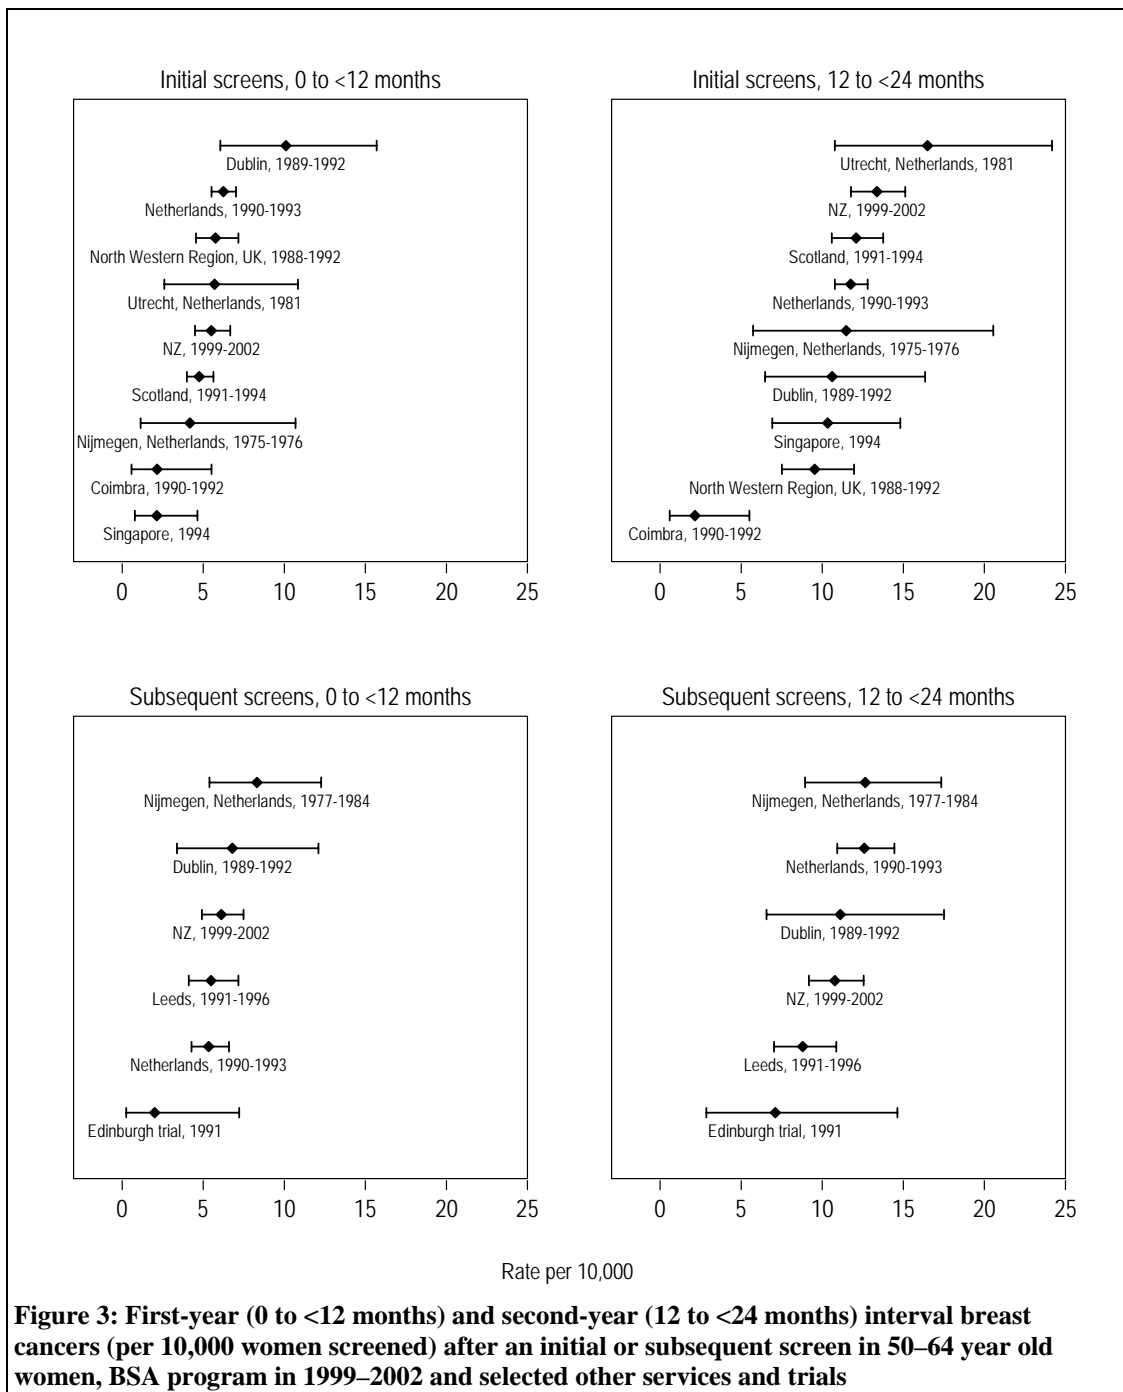 Initial screens, 0 to <12 months
Dublin, 1989-1992
Netherlands, 1990-1993
North Western Region, UK, 1988-1992
Utrecht, Netherlands, 1981
NZ, 1999-2002
Scotland, 1991-1994
Nijmegen, Netherlands, 1975-1976
Coimbra, 1990-1992
Singapore, 1994
0 5 10 15 20 25
Initial screens, 12 to <24 months
Utrecht, Netherlands, 1981
NZ, 1999-2002
Scotland, 1991-1994
Netherlands, 1990-1993
Nijmegen, Netherlands, 1975-1976
Dublin, 1989-1992
Singapore, 1994
North Western Region, UK, 1988-1992
Coimbra, 1990-1992
0 5 10 15 20 25
Subsequent screens, 0 to <12 months
Nijmegen, Netherlands, 1977-1984
Dublin, 1989-1992
NZ, 1999-2002
Leeds, 1991-1996
Netherlands, 1990-1993
Edinburgh trial, 1991
0 5 10 15 20 25
Subsequent screens, 12 to <24 months
Nijmegen, Netherlands, 1977-1984
Netherlands, 1990-1993
Dublin, 1989-1992
NZ, 1999-2002
Leeds, 1991-1996
Edinburgh trial, 1991
0 5 10 15 20 25
Rate per 10,000
Figure 3: First-year (0 to <12 months) and second-year (12 to <24 months) interval breast
cancers (per 10,000 women screened) after an initial or subsequent screen in 50–64 year old
women, BSA program in 1999–2002 and selected other services and trials